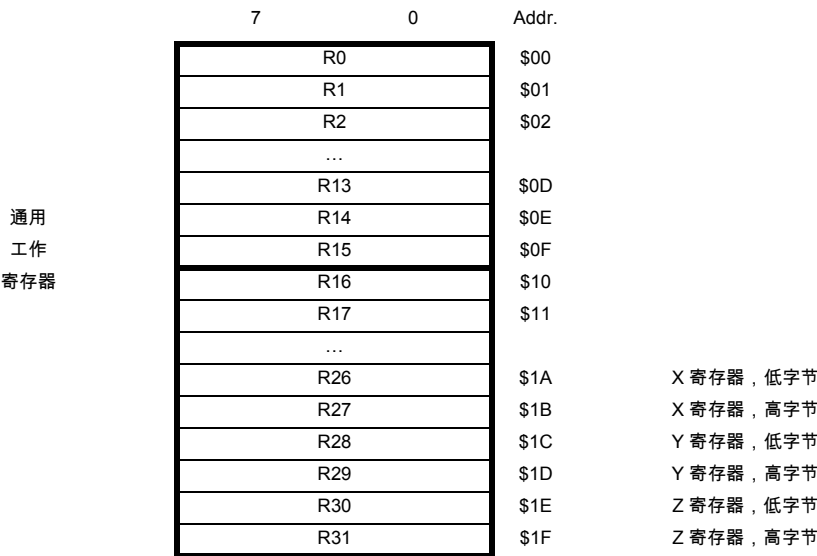 7 0 Addr.
R0 $00
R1 $01
R2 $02
…
R13 $0D
通用 R14 $0E
工作 R15 $0F
寄存器 R16 $10
R17 $11
…
R26 $1A X 寄存器，低字节
R27 $1B X 寄存器，高字节
R28 $1C Y 寄存器，低字节
R29 $1D Y 寄存器，高字节
R30 $1E Z 寄存器，低字节
R31 $1F Z 寄存器，高字节